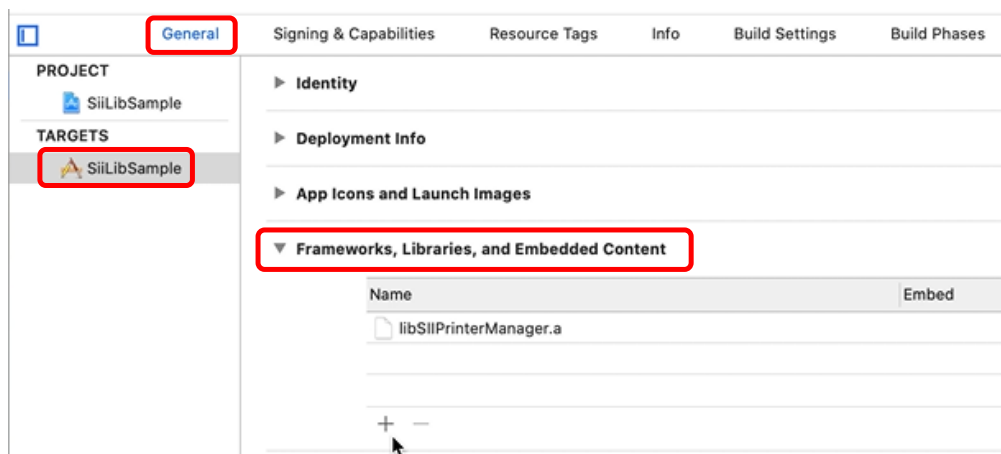 General Signing & Capabilities Resource Tags Info Build Settings Build Phases
PROJECT
SiiLibSample
TARGETS
SiiLibSample
Identity
Deployment Info
App Icons and Launch Images
Frameworks, Libraries, and Embedded Content
Name Embed
libSIIPrinterManager.a